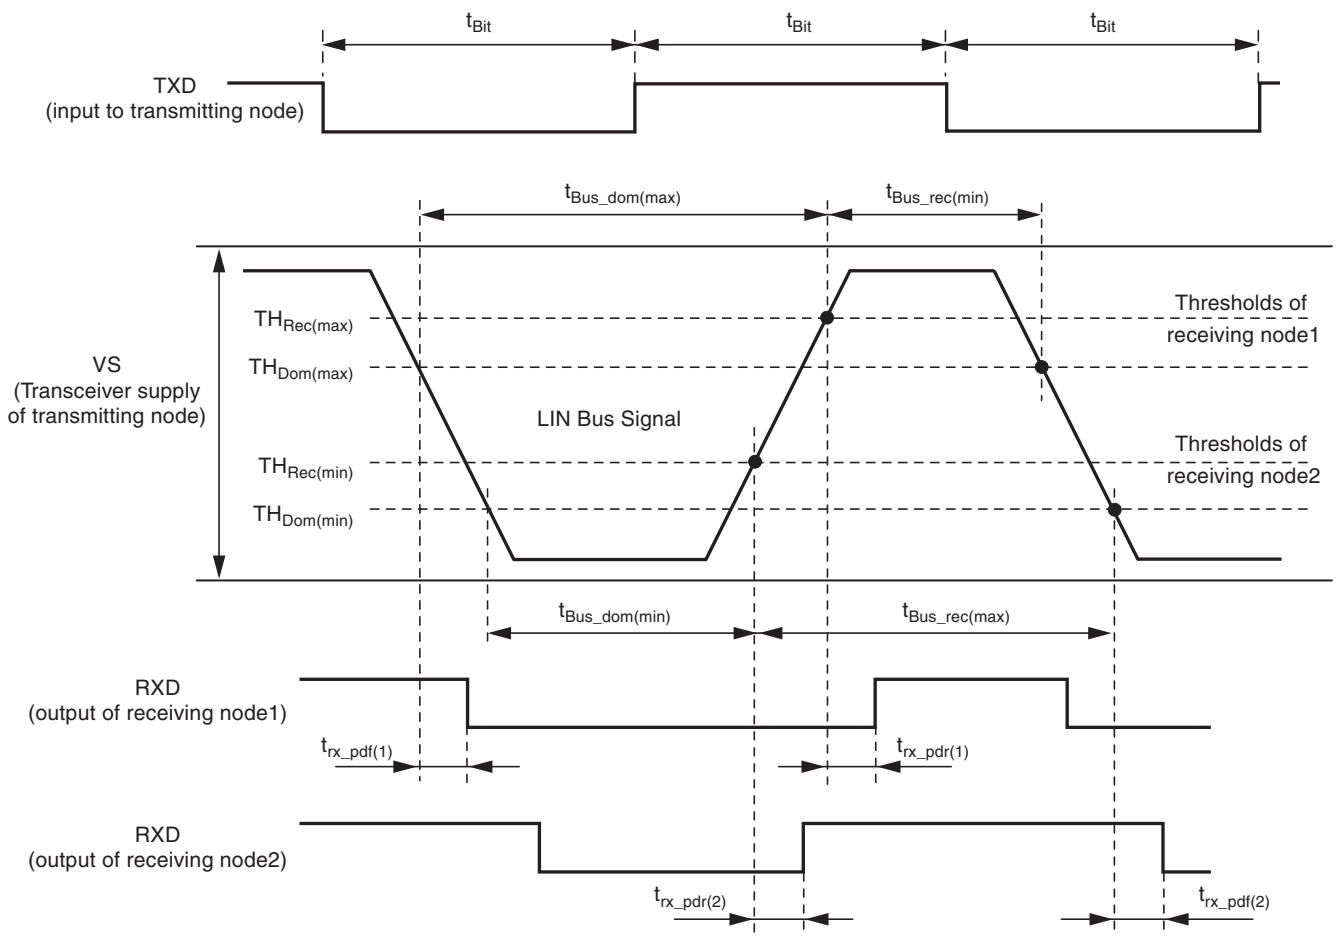 tBit
tBit
tBit
TXD
(input to transmitting node)
tBus_dom(max)
tBus_rec(min)
THRec(max)
Thresholds of
receiving node1
VS
(Transceiver supply
of transmitting node)
THDom(max)
LIN Bus Signal
THRec(min)
Thresholds of
receiving node2
THDom(min)
tBus_dom(min)
tBus_rec(max)
RXD
(output of receiving node1)
trx_pdf(1)
trx_pdr(1)
RXD
(output of receiving node2)
trx_pdr(2)
trx_pdf(2)